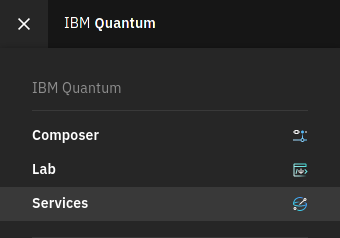 IBM Quantum
IBM Quantum
Composer
Lab
Services